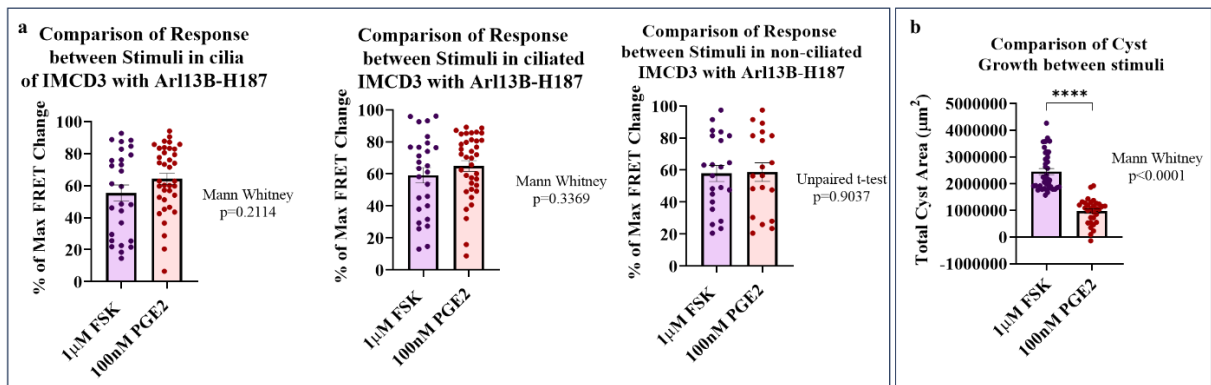 a
Comparison of Response
between Stimuli in cilia
of IMCD3 with Arl13B-H187
% of Max FRET Change
100
80
60
40
20
0
1µM FSK
100nM PGE2
Mann Whitney
p=0.2114
Comparison of Response
between Stimuli in ciliated
IMCD3 with Arl13B-H187
% of Max FRET Change
100
80
60
40
20
0
1µM FSK
100nM PGE2
Mann Whitney
p=0.3369
Comparison of Response
between Stimuli in non-ciliated
IMCD3 with Arl13B-H187
% of Max FRET Change
100
80
60
40
20
0
1µM FSK
100nM PGE2
Unpaired t-test
p=0.9037
b
Comparison of Cyst
Growth between stimuli
Total Cyst Area (µm²)
5000000
4000000
3000000
2000000
1000000
0
-1000000
****
1µM FSK
100nM PGE2
Mann Whitney
p<0.0001